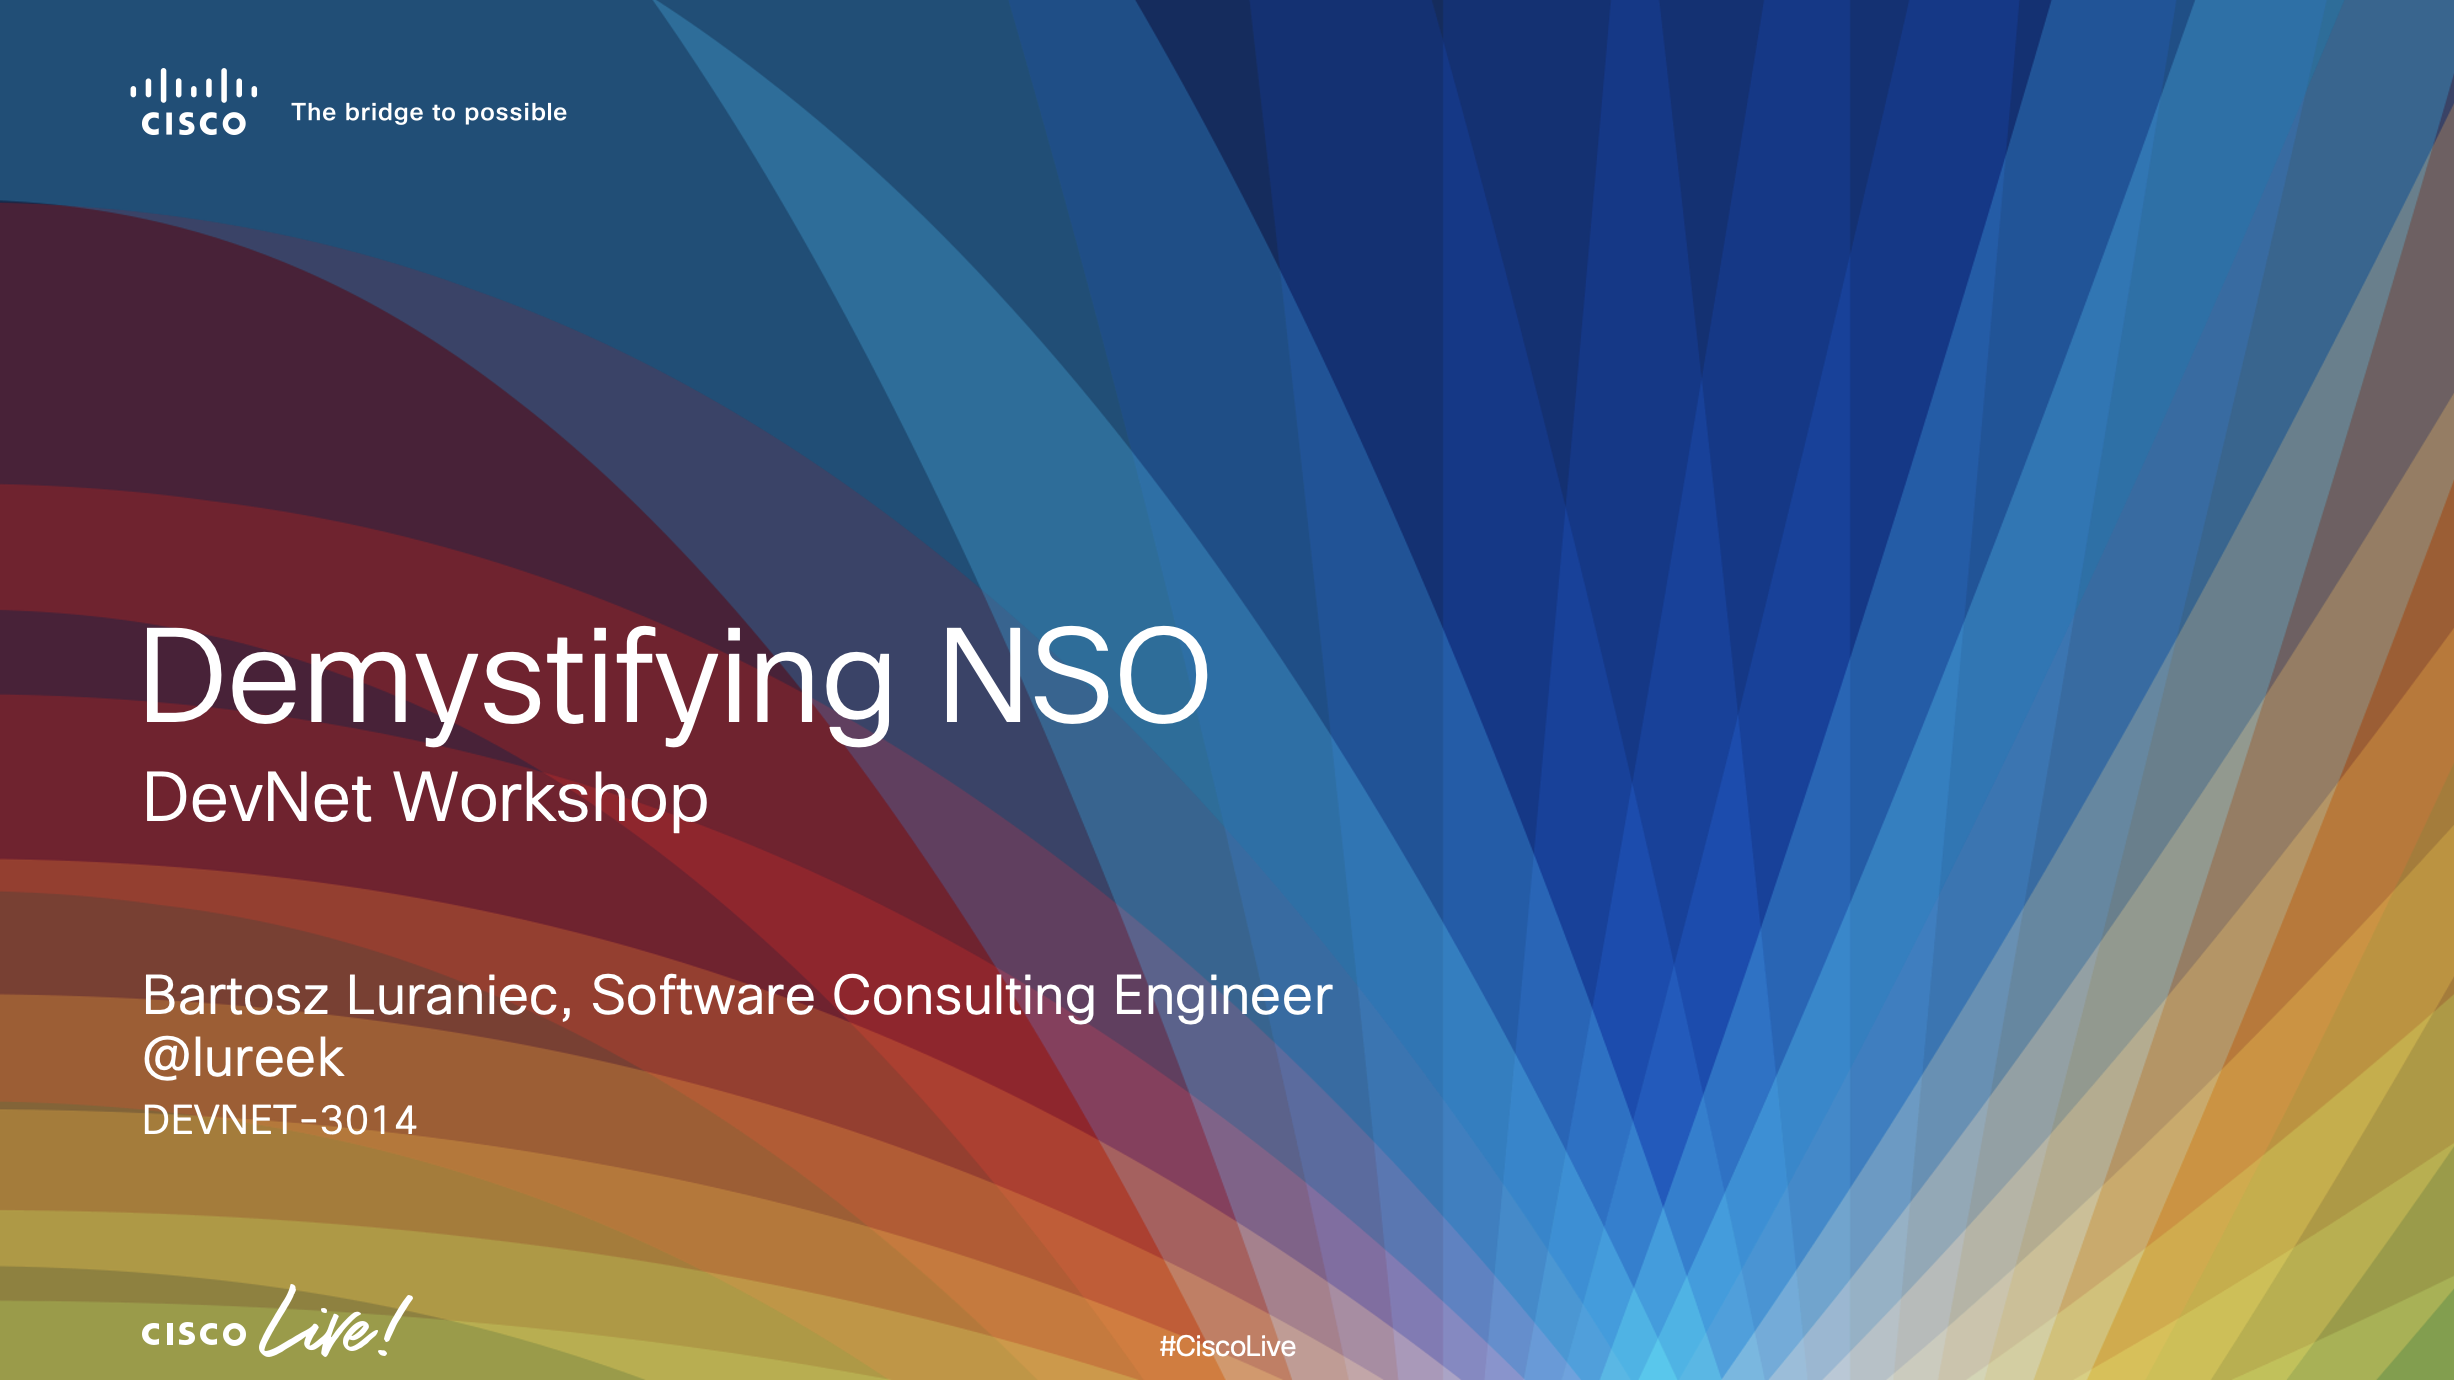 CISCO The bridge to possible
Demystifying NSO
DevNet Workshop
Bartosz Luraniec, Software Consulting Engineer
@lureek
DEVNET-3014
CISCO Live!
#CiscoLive